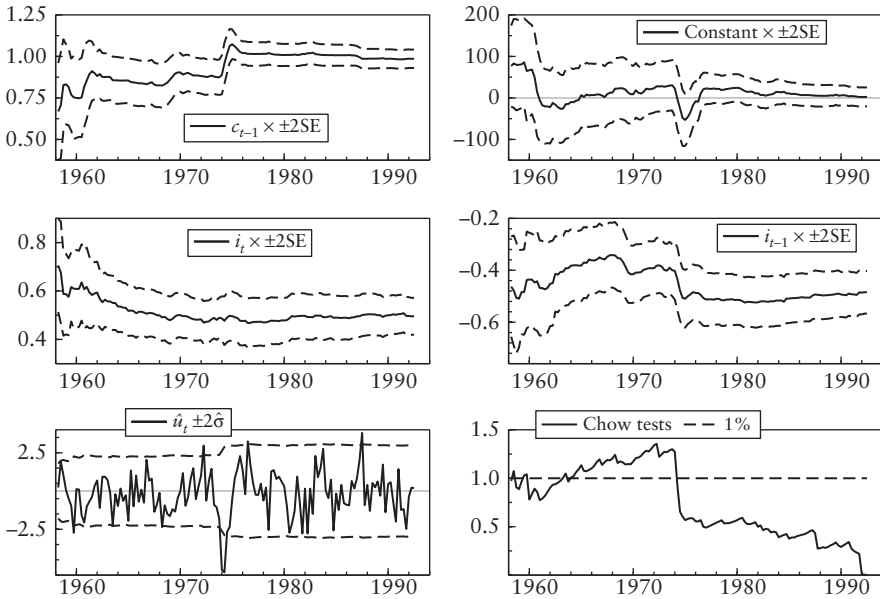 1.25
1.00
0.75
0.50
c_{t−1} × ±2SE
1960 1970 1980 1990
200
100
0
−100
Constant × ±2SE
1960 1970 1980 1990
0.8
0.6
0.4
i_t × ±2SE
1960 1970 1980 1990
−0.2
−0.4
−0.6
i_{t−1} × ±2SE
1960 1970 1980 1990
û_t ±2σ̂
2.5
−2.5
1960 1970 1980 1990
Chow tests 1%
1.5
1.0
0.5
1960 1970 1980 1990